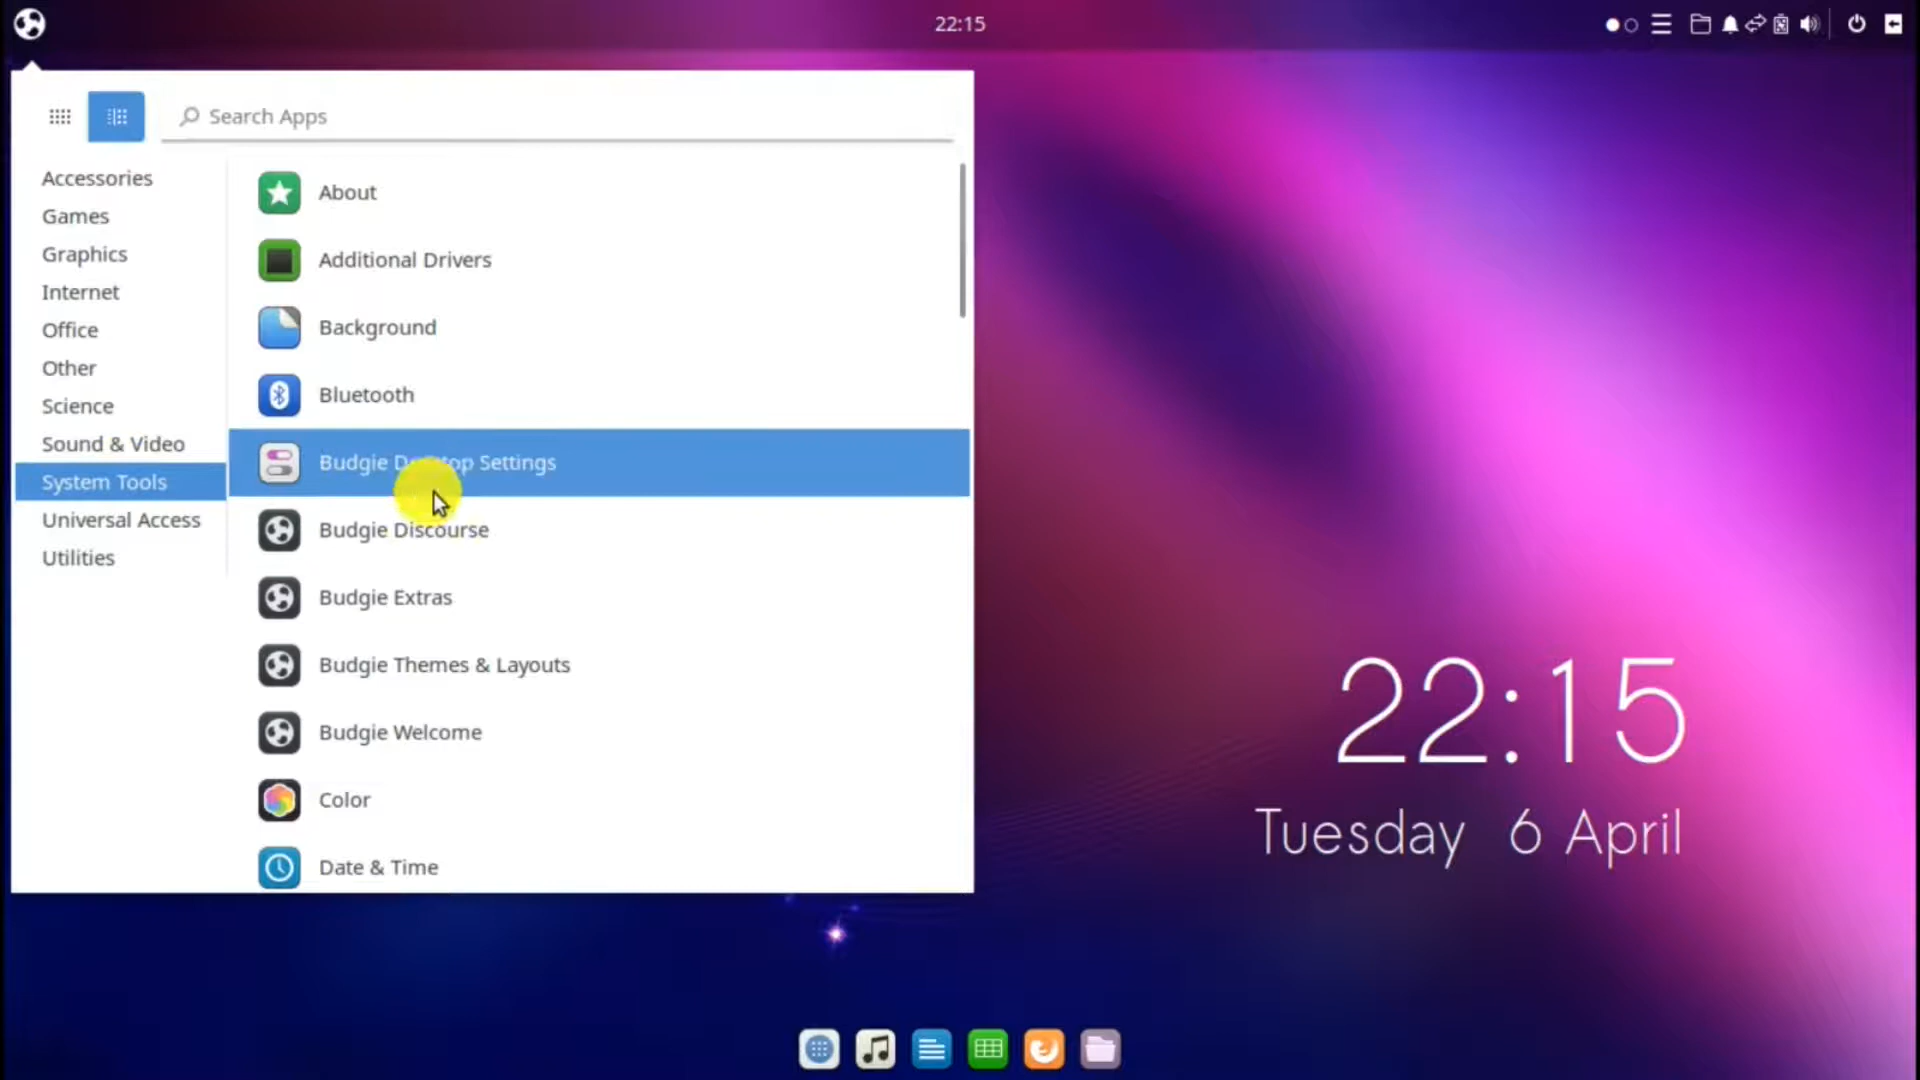 22:15
Search Apps
Accessories
Games
Graphics
Internet
Office
Other
Science
Sound & Video
System Tools
Universal Access
Utilities
About
Additional Drivers
Background
Bluetooth
Budgie Desktop Settings
Budgie Discourse
Budgie Extras
Budgie Themes & Layouts
Budgie Welcome
Color
Date & Time
22:15
Tuesday 6 April